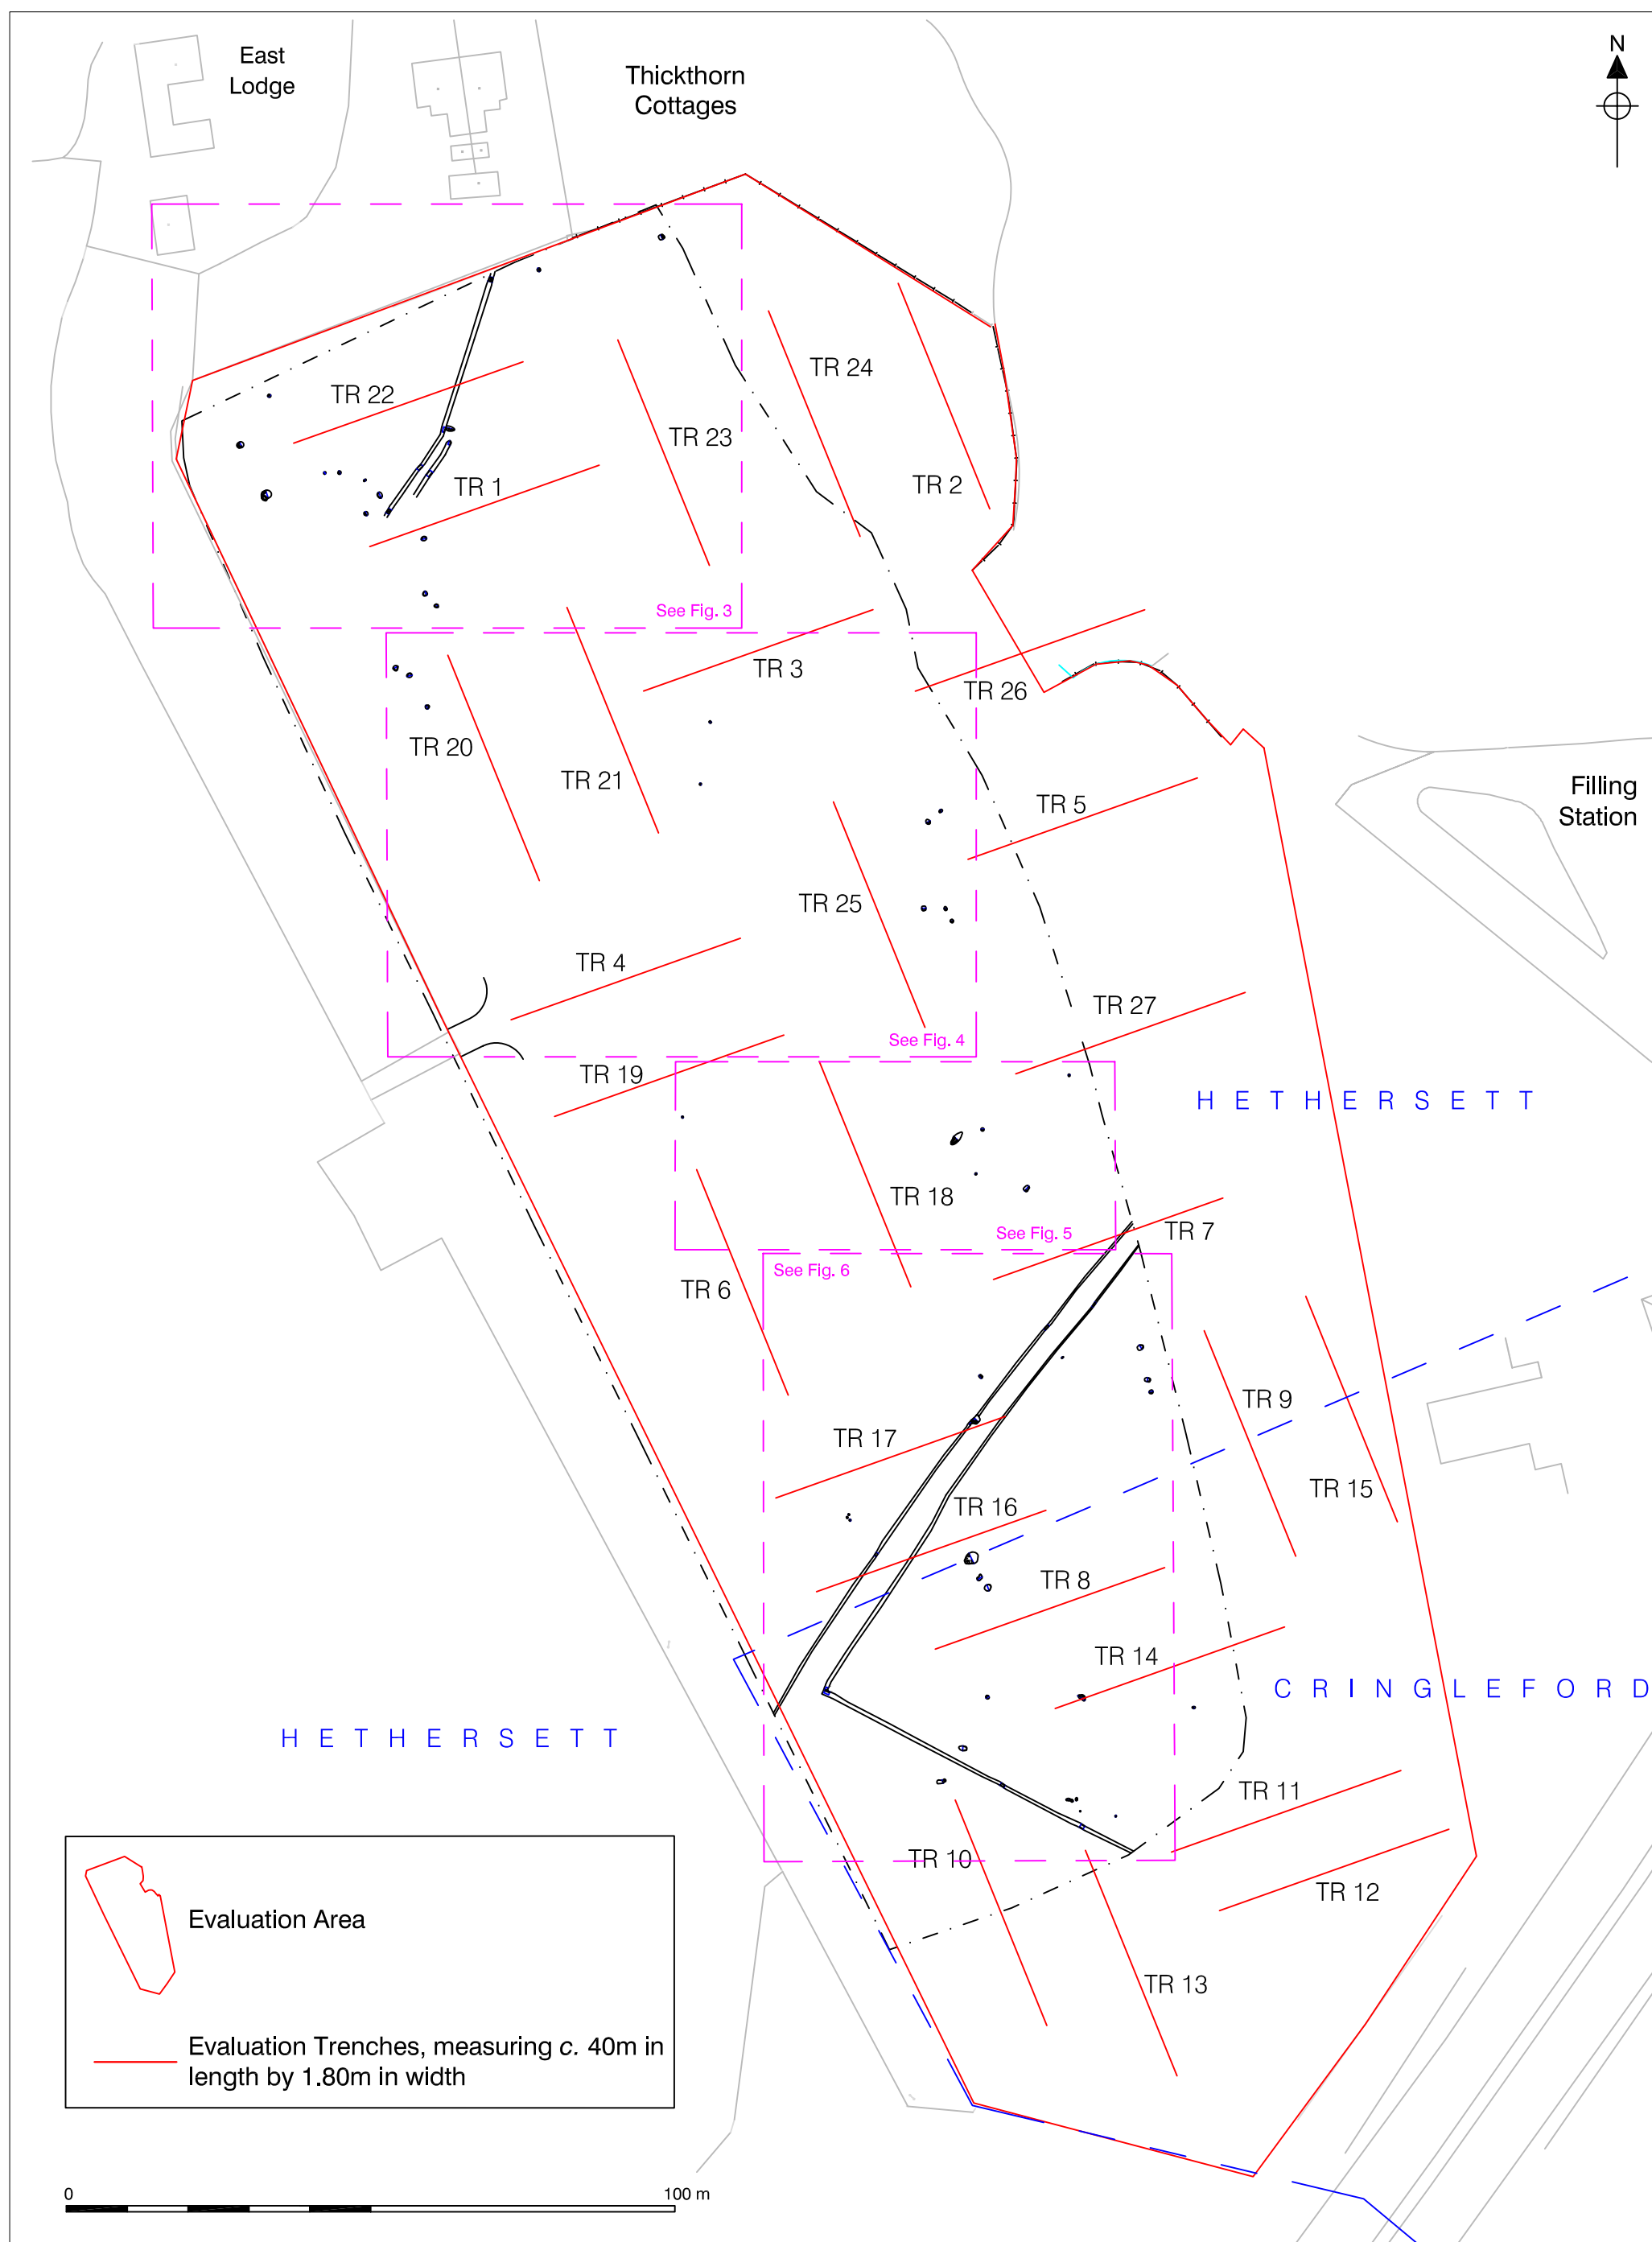 East
Lodge
Thickthorn
Cottages
N
TR 24
TR 22
TR 23
TR 2
TR 1
See Fig. 3
TR 3
TR 26
TR 20
TR 21
Filling
Station
TR 5
TR 25
TR 4
TR 27
See Fig. 4
TR 19
HETHERSETT
TR 18
See Fig. 5
TR 7
See Fig. 6
TR 6
TR 9
TR 17
TR 15
TR 16
TR 8
TR 14
CRINGLEFORD
HETHERSETT
TR 11
TR 10
TR 12
Evaluation Area
TR 13
Evaluation Trenches, measuring c. 40m in
length by 1.80m in width
0
100 m